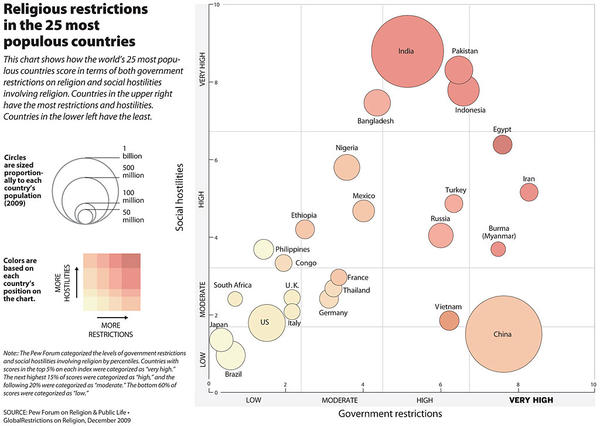 Religious restrictions
in the 25 most
populous countries
This chart shows how the world's 25 most popu-
lous countries score in terms of both government
restrictions on religion and social hostilities
involving religion. Countries in the upper right
have the most restrictions and hostilities.
Countries in the lower left have the least.
Circles
are sized
proportion-
ally to each
country's
population
(2009)
1
billion
500
million
100
million
50
million
Colors are
based on
each
country's
position on
the chart.
MORE
HOSTILITIES
MORE
RESTRICTIONS
Note: The Pew Forum categorized the levels of government restrictions
and social hostilities involving religion by percentiles. Countries with
scores in the top 5% on each index were categorized as "very high."
The next highest 15% of scores were categorized as "high," and the
following 20% were categorized as "moderate." The bottom 60%
of scores were categorized as "low."
SOURCE: Pew Forum on Religion & Public Life •
GlobalRestrictions on Religion, December 2009
Social hostilities
VERY HIGH
HIGH
MODERATE
LOW
10
8
6
4
2
0
India
Pakistan
Indonesia
Bangladesh
Egypt
Nigeria
Iran
Mexico
Turkey
Ethiopia
Russia
Burma
(Myanmar)
Philippines
Congo
France
Thailand
Germany
South Africa
U.K.
Italy
US
Japan
Brazil
Vietnam
China
0
2
4
6
8
10
LOW
MODERATE
HIGH
VERY HIGH
Government restrictions